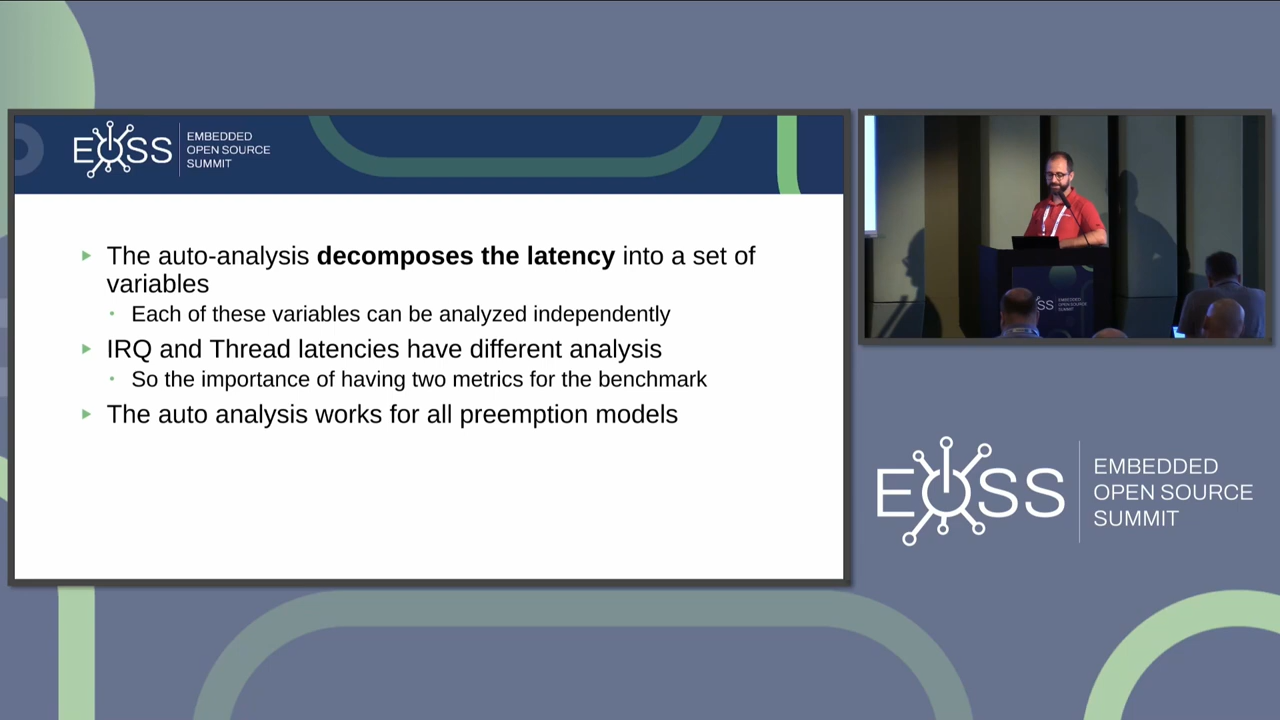 EOSS
EMBEDDED
OPEN SOURCE
SUMMIT
The auto-analysis decomposes the latency into a set of
variables
Each of these variables can be analyzed independently
IRQ and Thread latencies have different analysis
So the importance of having two metrics for the benchmark
The auto analysis works for all preemption models
EOSS
EMBEDDED
OPEN SOURCE
SUMMIT